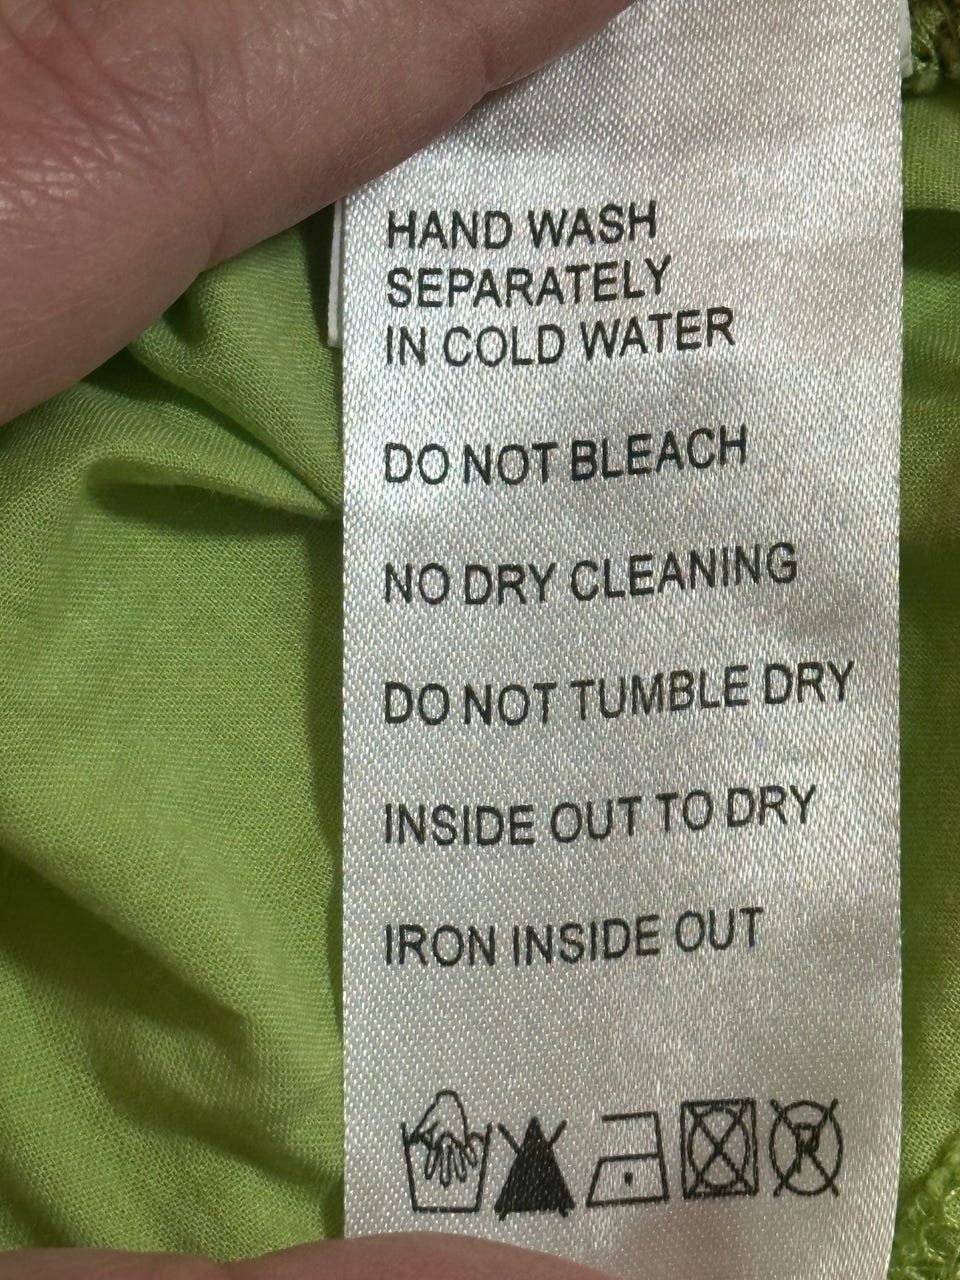 HAND WASH
SEPARATELY
IN COLD WATER
DO NOT BLEACH
NO DRY CLEANING
DO NOT TUMBLE DRY
INSIDE OUT TO DRY
IRON INSIDE OUT